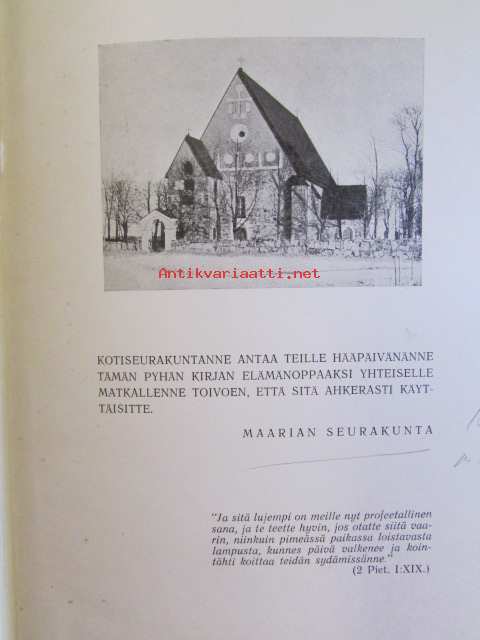 Antikvariaatti.net
KOTISEURAKUNTANNE ANTAA TEILLE HÄÄPÄIVÄNÄNNE
TÄMÄN PYHÄN KIRJAN ELÄMÄNOPPAAKSI YHTEISELLE
MATKALLENNE TOIVOEN, ETTÄ SITÄ AHKERASTI KÄYT-
TÄISITTE.
MAARIAN SEURAKUNTA
"Ja sitä lujempi on meille nyt profeetallinen
sana, ja te teette hyvin, jos otatte siitä vaa-
rin, niinkuin pimeässä paikassa loistavasta
lampusta, kunnes päivä valkenee ja koin-
tähti koittaa teidän sydämissänne."
(2 Piet. I:XIX.)